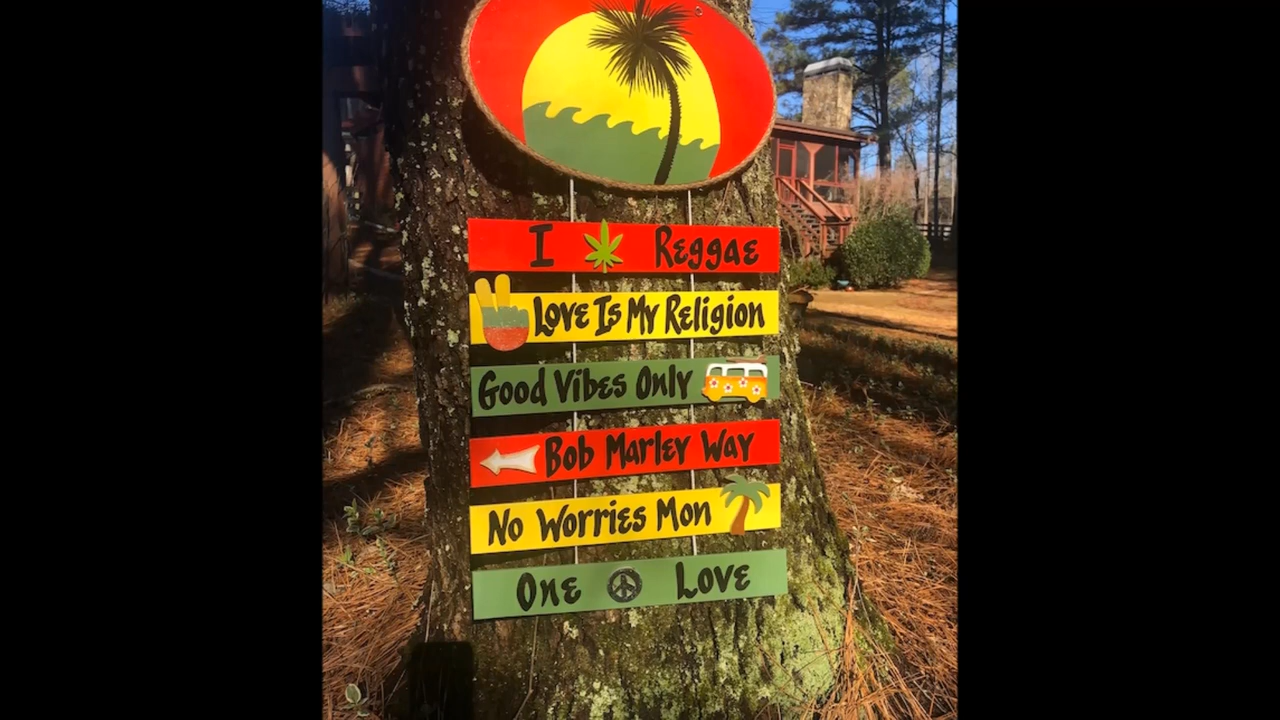 I Reggae
Love Is My Religion
Good Vibes Only
Bob Marley Way
No Worries Mon
One Love